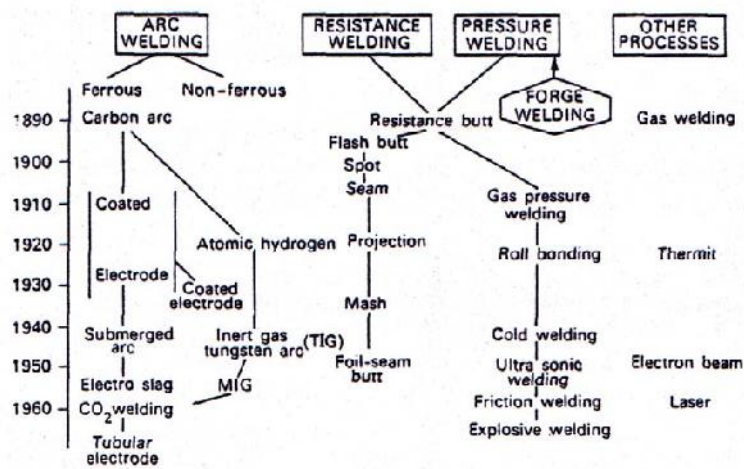 ARC
WELDING
RESISTANCE
WELDING
PRESSURE
WELDING
OTHER
PROCESSES
Ferrous
Non-ferrous
FORGE
WELDING
1890
Carbon arc
Resistance butt
Gas welding
Flash butt
1900
Spot
Seam
Gas pressure
welding
1910
Coated
1920
Atomic hydrogen
Projection
Roll bonding
Thermit
1930
Electrode
Coated
electrode
Mash
1940
Submerged
arc
Inert gas
tungsten arc (TIG)
Cold welding
1950
Foil-seam
butt
Ultra sonic
welding
Electron beam
Electro slag
MIG
1960
CO2 welding
Friction welding
Laser
Explosive welding
Tubular
electrode